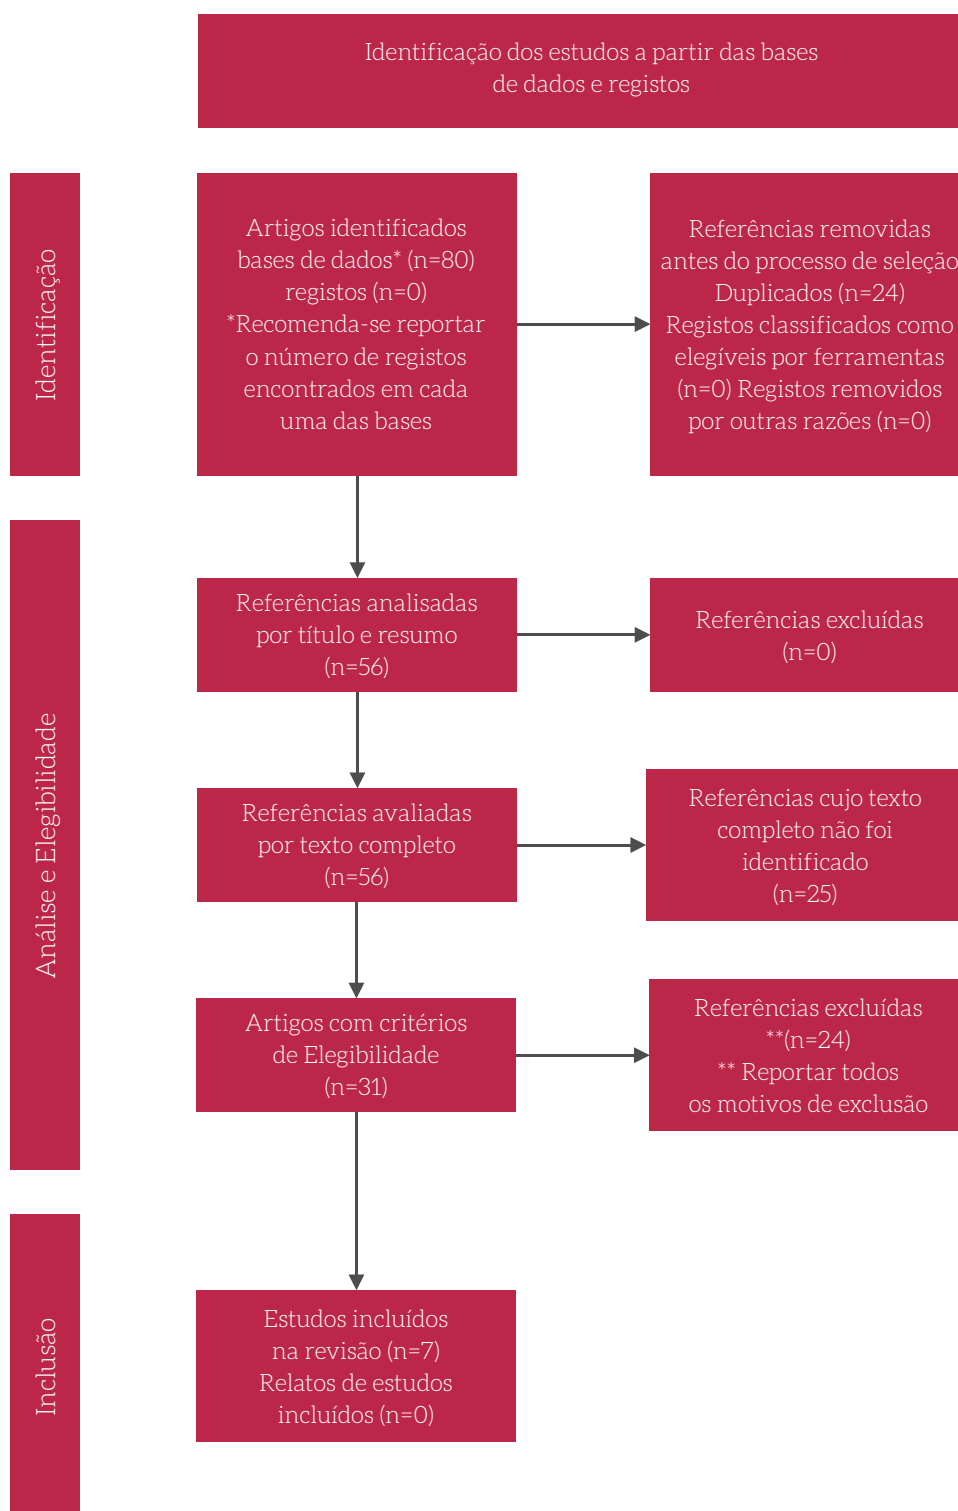 Identificação dos estudos a partir das bases
de dados e registos
Identificação
Artigos identificados
bases de dados* (n=80)
registos (n=0)
*Recomenda-se reportar
o número de registos
encontrados em cada
uma das bases
Referências removidas
antes do processo de seleção
Duplicados (n=24)
Registos classificados como
elegíveis por ferramentas
(n=0) Registos removidos
por outras razões (n=0)
Análise e Elegibilidade
Referências analisadas
por título e resumo
(n=56)
Referências excluídas
(n=0)
Referências avaliadas
por texto completo
(n=56)
Referências cujo texto
completo não foi
identificado
(n=25)
Artigos com critérios
de Elegibilidade
(n=31)
Referências excluídas
**(n=24)
** Reportar todos
os motivos de exclusão
Inclusão
Estudos incluídos
na revisão (n=7)
Relatos de estudos
incluídos (n=0)